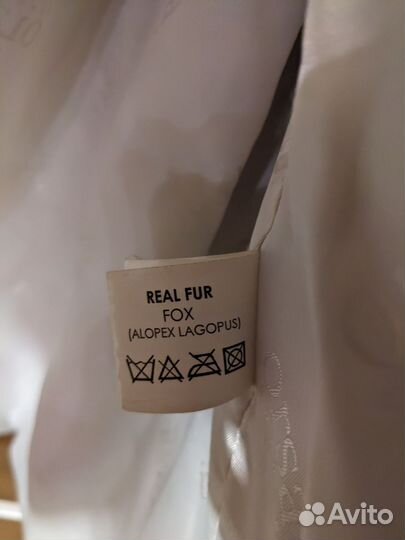 REAL FUR
FOX
(ALOPEX LAGOPUS)
Avito